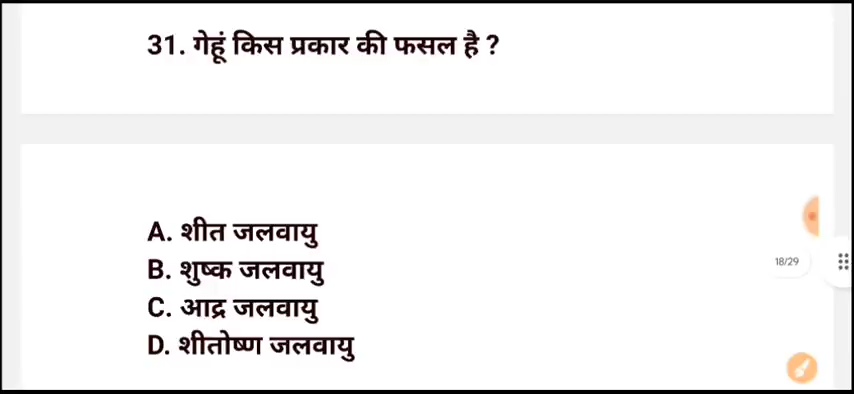 31. गेहूं किस प्रकार की फसल है ?
A. शीत जलवायु
18/29
B. शुष्क जलवायु
C. आद्र जलवायु
D. शीतोष्ण जलवायु